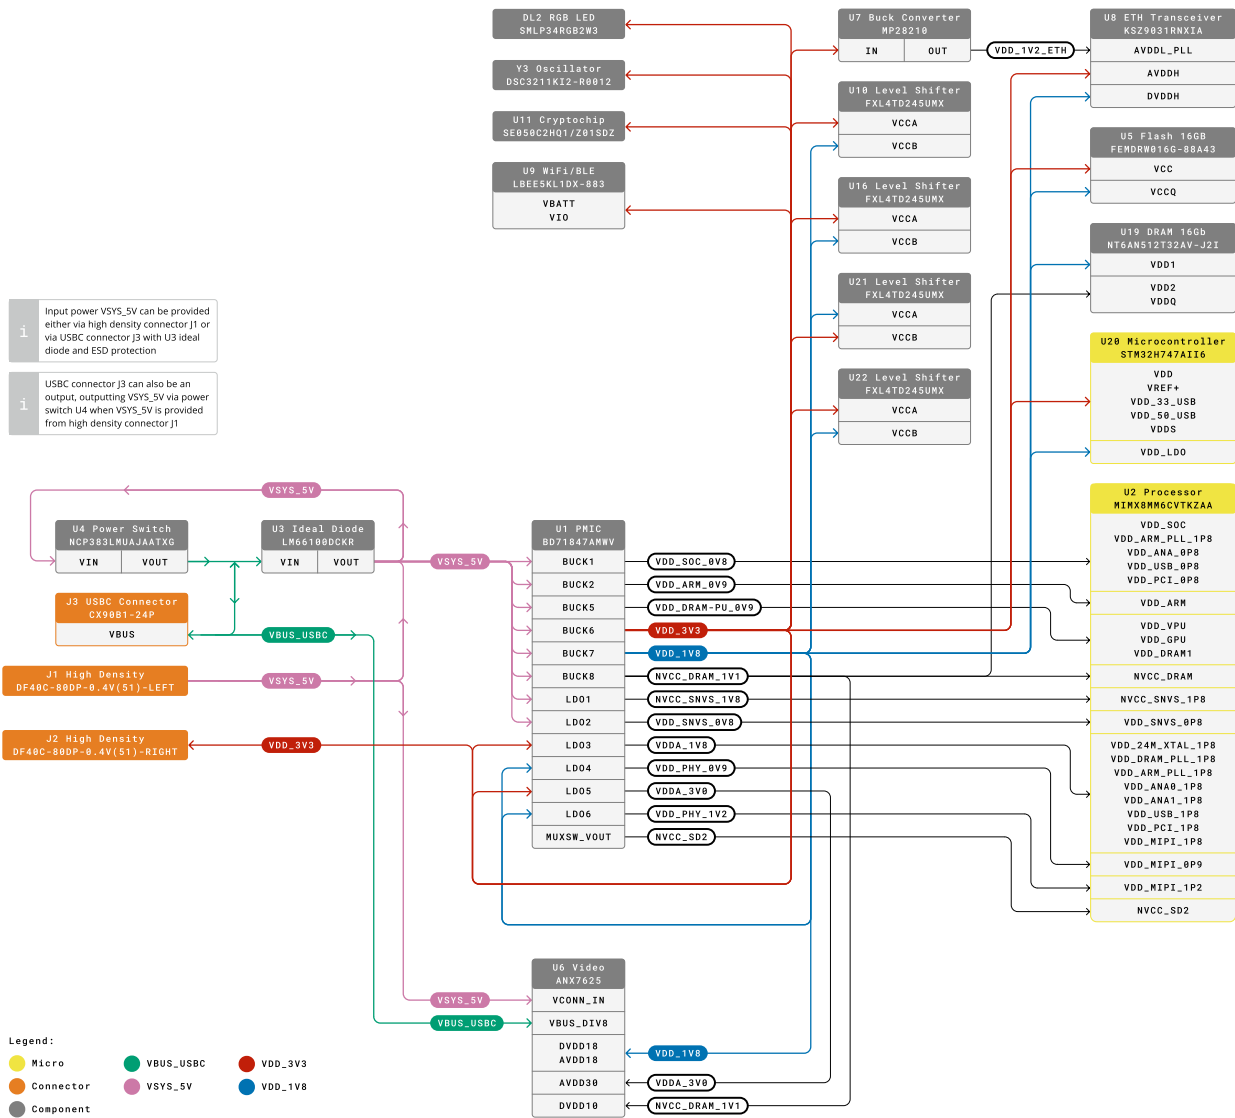 DL2 RGB LED
SMLP34RGB2W3
Y3 Oscillator
DSC3211KI2-R0012
U11 Cryptochip
SE050C2HQ1/Z01SDZ
U9 WiFi/BLE
LBEE5KL1DX-883
VBATT
VIO
U7 Buck Converter
MP28210
IN
OUT
VDD_1V2_ETH
U10 Level Shifter
FXL4TD245UMX
VCCA
VCCB
U16 Level Shifter
FXL4TD245UMX
VCCA
VCCB
U21 Level Shifter
FXL4TD245UMX
VCCA
VCCB
U22 Level Shifter
FXL4TD245UMX
VCCA
VCCB
U8 ETH Transceiver
KSZ9031RNXIA
AVDDL_PLL
AVDDH
DVDDH
U5 Flash 16GB
FEMDRW016G-88A43
VCC
VCCQ
U19 DRAM 16Gb
NT6AN512T32AV-J2I
VDD1
VDD2
VDDQ
U20 Microcontroller
STM32H747AII6
VDD
VREF+
VDD_33_USB
VDD_50_USB
VDDS
VDD_LDO
i
Input power VSYS_5V can be provided
either via high density connector J1 or
via USBC connector J3 with U3 ideal
diode and ESD protection
i
USBC connector J3 can also be an
output, outputting VSYS_5V via power
switch U4 when VSYS_5V is provided
from high density connector J1
VSYS_5V
U4 Power Switch
NCP383LMUAJAATXG
VIN
VOUT
U3 Ideal Diode
LM66100DCKR
VIN
VOUT
VSYS_5V
J3 USBC Connector
CX90B1-24P
VBUS
VBUS_USBC
J1 High Density
DF40C-80DP-0.4V(51)-LEFT
VSYS_5V
J2 High Density
DF40C-80DP-0.4V(51)-RIGHT
VDD_3V3
U1 PMIC
BD71847AMWV
BUCK1
BUCK2
BUCK5
BUCK6
BUCK7
BUCK8
LDO1
LDO2
LDO3
LDO4
LDO5
LDO6
MUXSW_VOUT
VDD_SOC_0V8
VDD_ARM_0V9
VDD_DRAM-PU_0V9
VDD_3V3
VDD_1V8
NVCC_DRAM_1V1
NVCC_SNVS_1V8
VDD_SNVS_0V8
VDDA_1V8
VDD_PHY_0V9
VDDA_3V0
VDD_PHY_1V2
NVCC_SD2
U2 Processor
MIMX8MM6CVTKZAA
VDD_SOC
VDD_ARM_PLL_1P8
VDD_ANA_0P8
VDD_USB_0P8
VDD_PCI_0P8
VDD_ARM
VDD_VPU
VDD_GPU
VDD_DRAM1
NVCC_DRAM
NVCC_SNVS_1P8
VDD_SNVS_0P8
VDD_24M_XTAL_1P8
VDD_DRAM_PLL_1P8
VDD_ARM_PLL_1P8
VDD_ANA0_1P8
VDD_ANA1_1P8
VDD_USB_1P8
VDD_PCI_1P8
VDD_MIPI_1P8
VDD_MIPI_0P9
VDD_MIPI_1P2
NVCC_SD2
U6 Video
ANX7625
VCONN_IN
VBUS_DIV8
DVDD18
AVDD18
AVDD30
DVDD10
VSYS_5V
VBUS_USBC
VDD_1V8
VDDA_3V0
NVCC_DRAM_1V1
Legend:
Micro
Connector
Component
VBUS_USBC
VSYS_5V
VDD_3V3
VDD_1V8